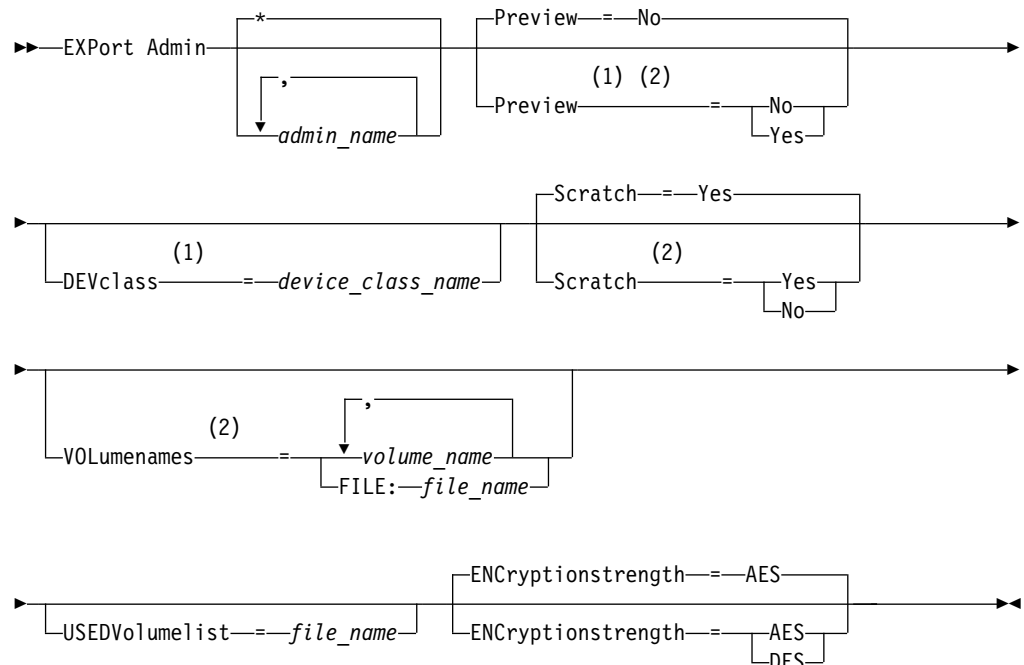 * Preview = No
EXPort Admin
, (1) (2)
Preview = No
admin_name Yes
Scratch = Yes
(1) (2)
DEVclass = device_class_name Scratch = Yes
No
,
(2)
VOLumenames = volume_name
FILE: file_name
ENCryptionstrength = AES
USEDVolumelist = file_name ENCryptionstrength = AES
DES